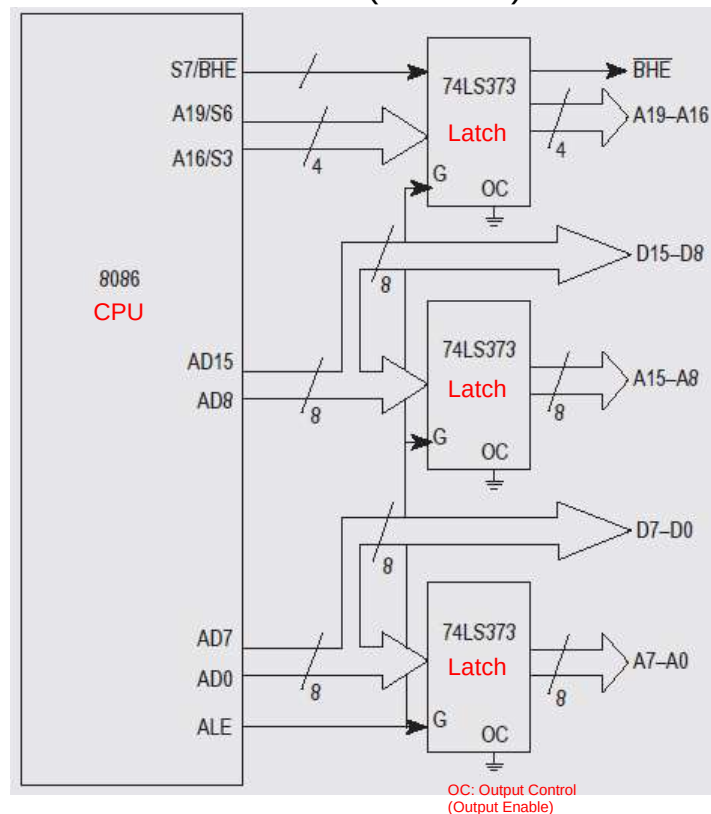 S7/B̅H̅E̅
A19/S6
A16/S3
4
74LS373
Latch
G
OC
B̅H̅E̅
A19–A16
4
8086
CPU
8
D15–D8
AD15
AD8
8
74LS373
Latch
G
OC
8
A15–A8
8
D7–D0
AD7
AD0
8
ALE
74LS373
Latch
G
OC
8
A7–A0
OC: Output Control
(Output Enable)